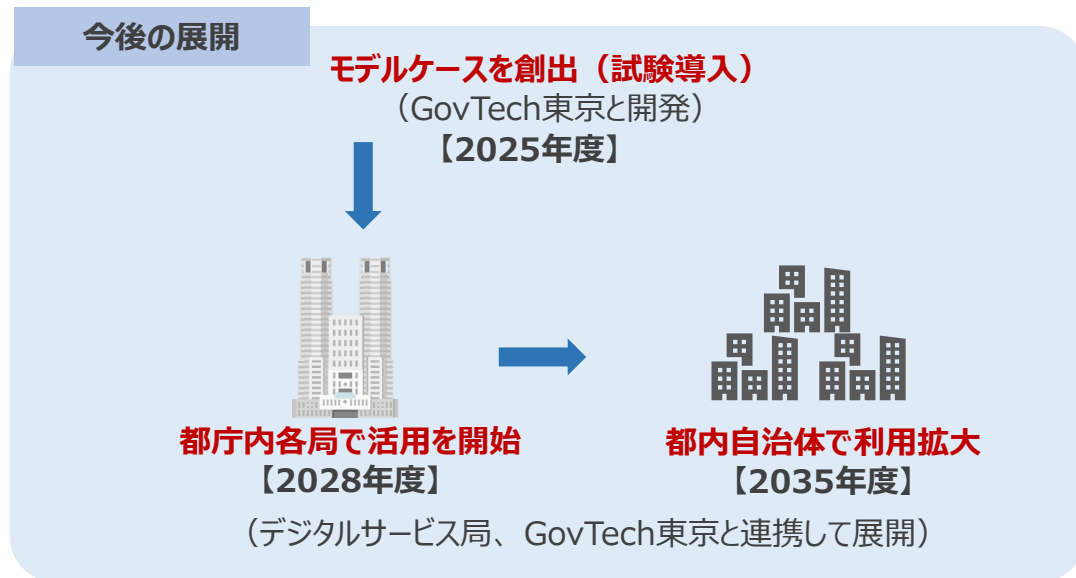 今後の展開
モデルケースを創出（試験導入）
（GovTech東京と開発）
【2025年度】
都庁内各局で活用を開始
【2028年度】
都内自治体で利用拡大
【2035年度】
（デジタルサービス局、GovTech東京と連携して展開）